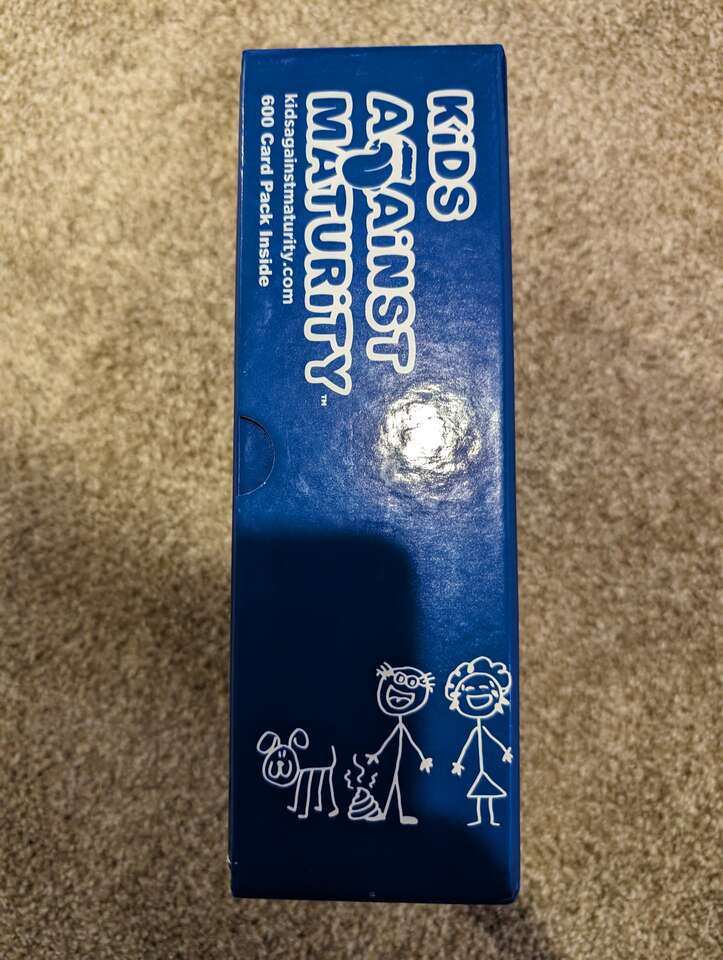 KiDS
AGAiNST
MATURiTY™
kidsagainstmaturity.com
600 Card Pack Inside